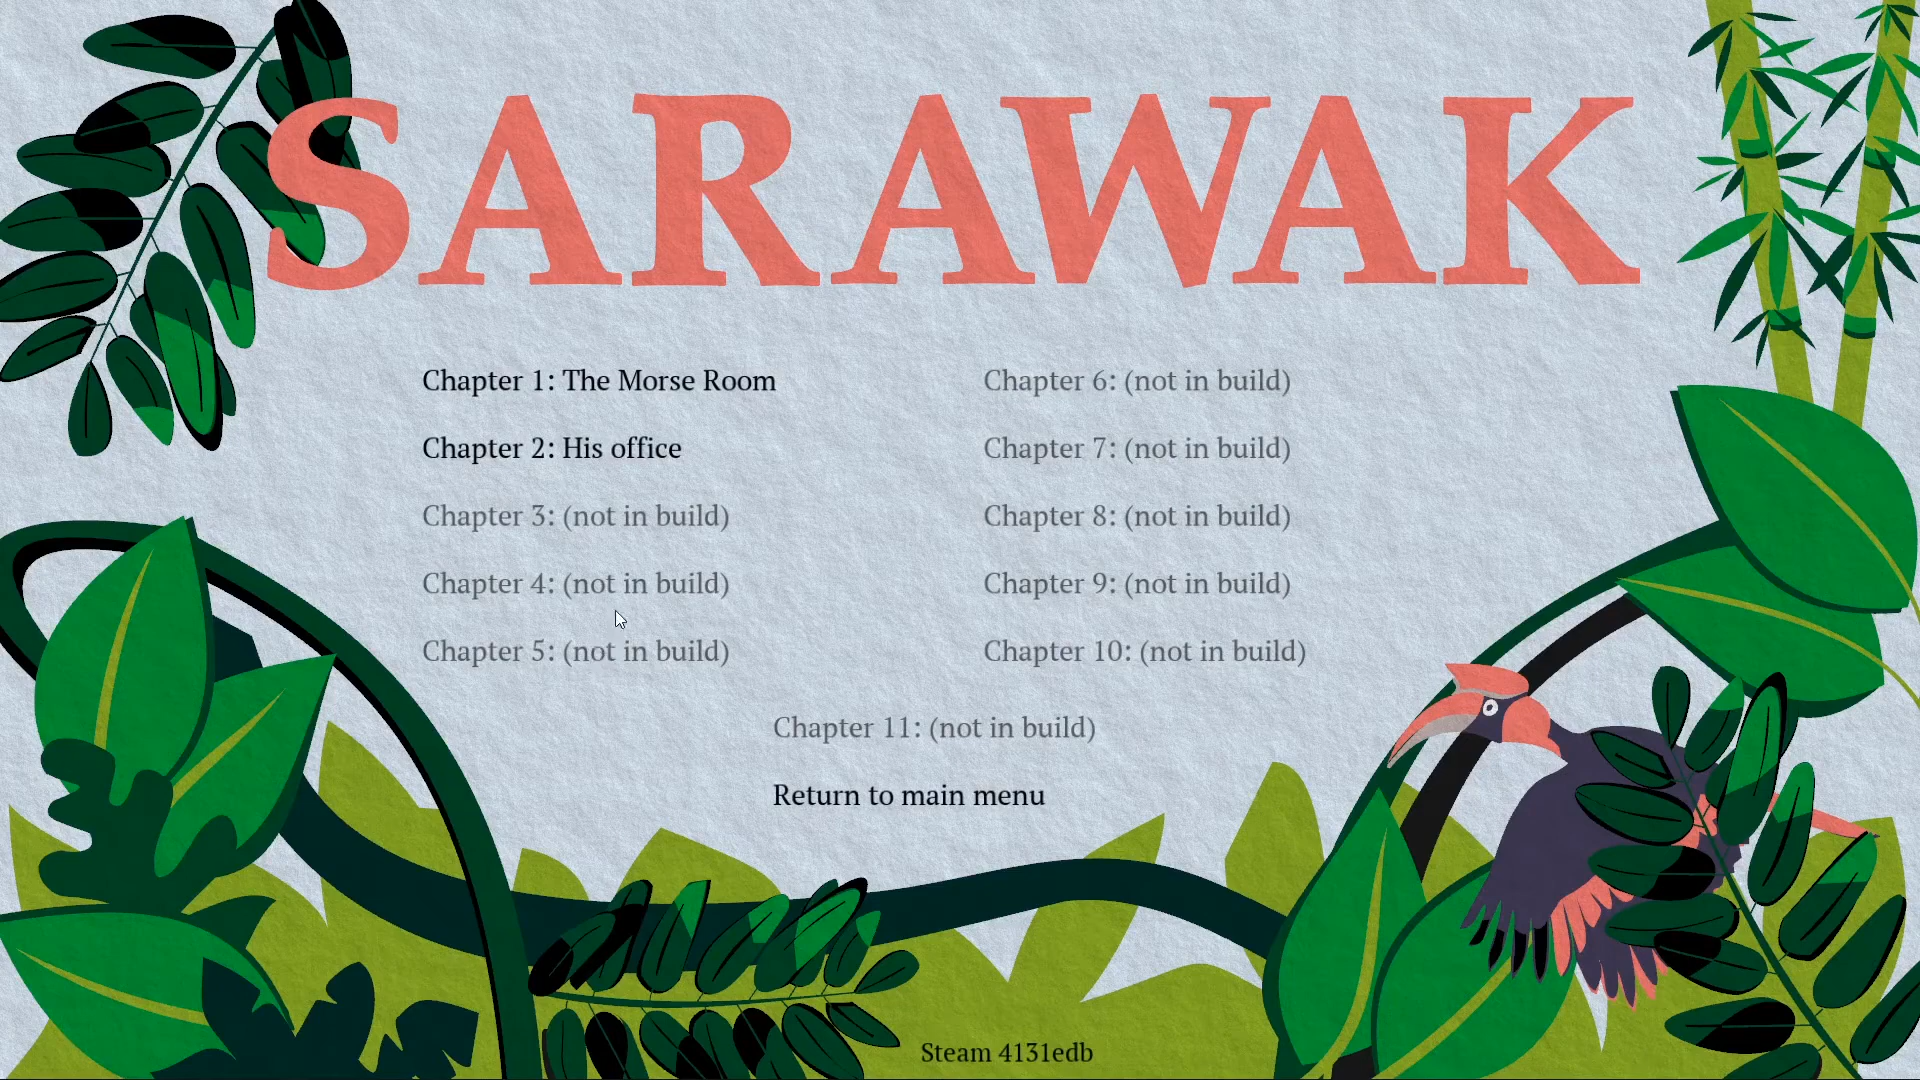 SARAWAK
Chapter 1: The Morse Room
Chapter 2: His office
Chapter 3: (not in build)
Chapter 4: (not in build)
Chapter 5: (not in build)
Chapter 6: (not in build)
Chapter 7: (not in build)
Chapter 8: (not in build)
Chapter 9: (not in build)
Chapter 10: (not in build)
Chapter 11: (not in build)
Return to main menu
Steam 4131edb